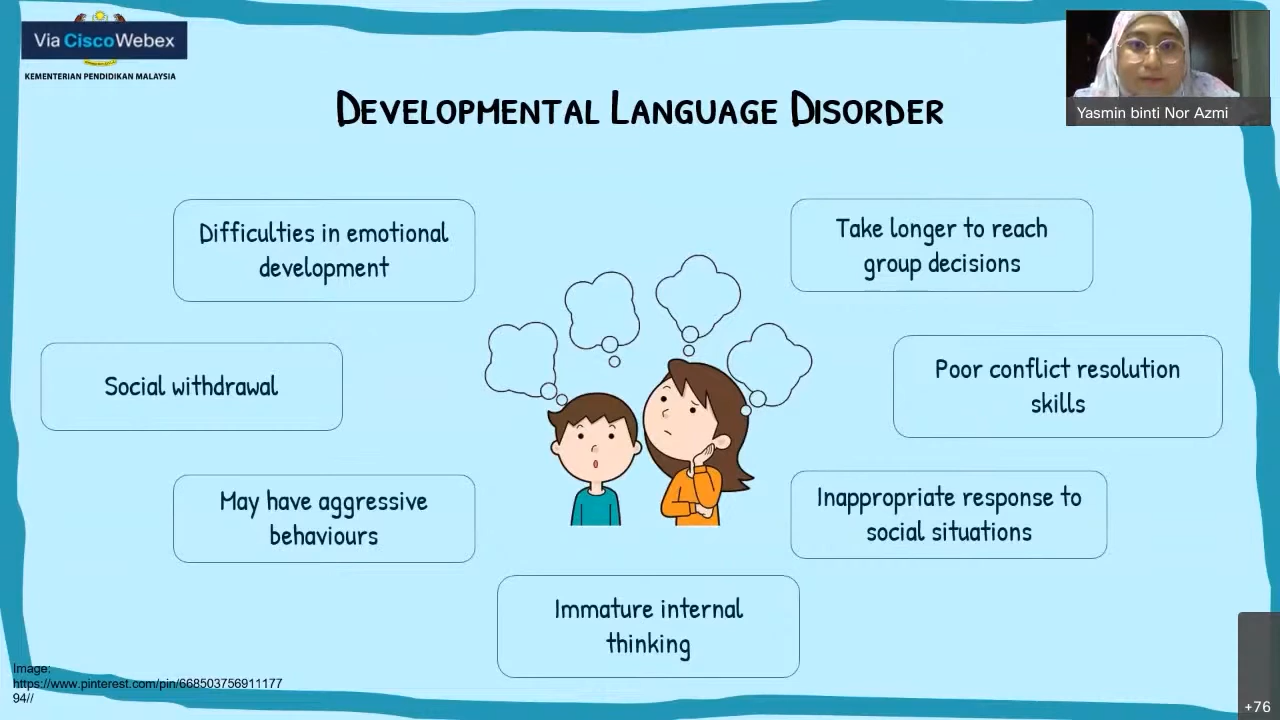 Via CiscoWebex
KEMENTERIAN PENDIDIKAN MALAYSIA
Yasmin binti Nor Azmi
DEVELOPMENTAL LANGUAGE DISORDER
Difficulties in emotional
development
Take longer to reach
group decisions
Social withdrawal
Poor conflict resolution
skills
May have aggressive
behaviours
Inappropriate response to
social situations
Immature internal
thinking
Image:
https://www.pinterest.com/pin/668503756911177
94//
+76